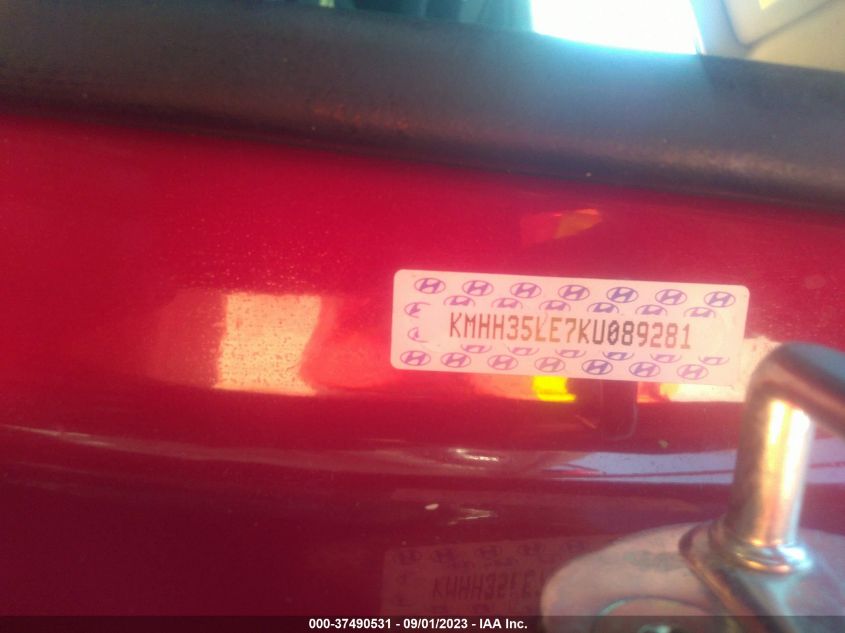 KMHH35LE7KU089281
000-37490531 - 09/01/2023 - IAA Inc.